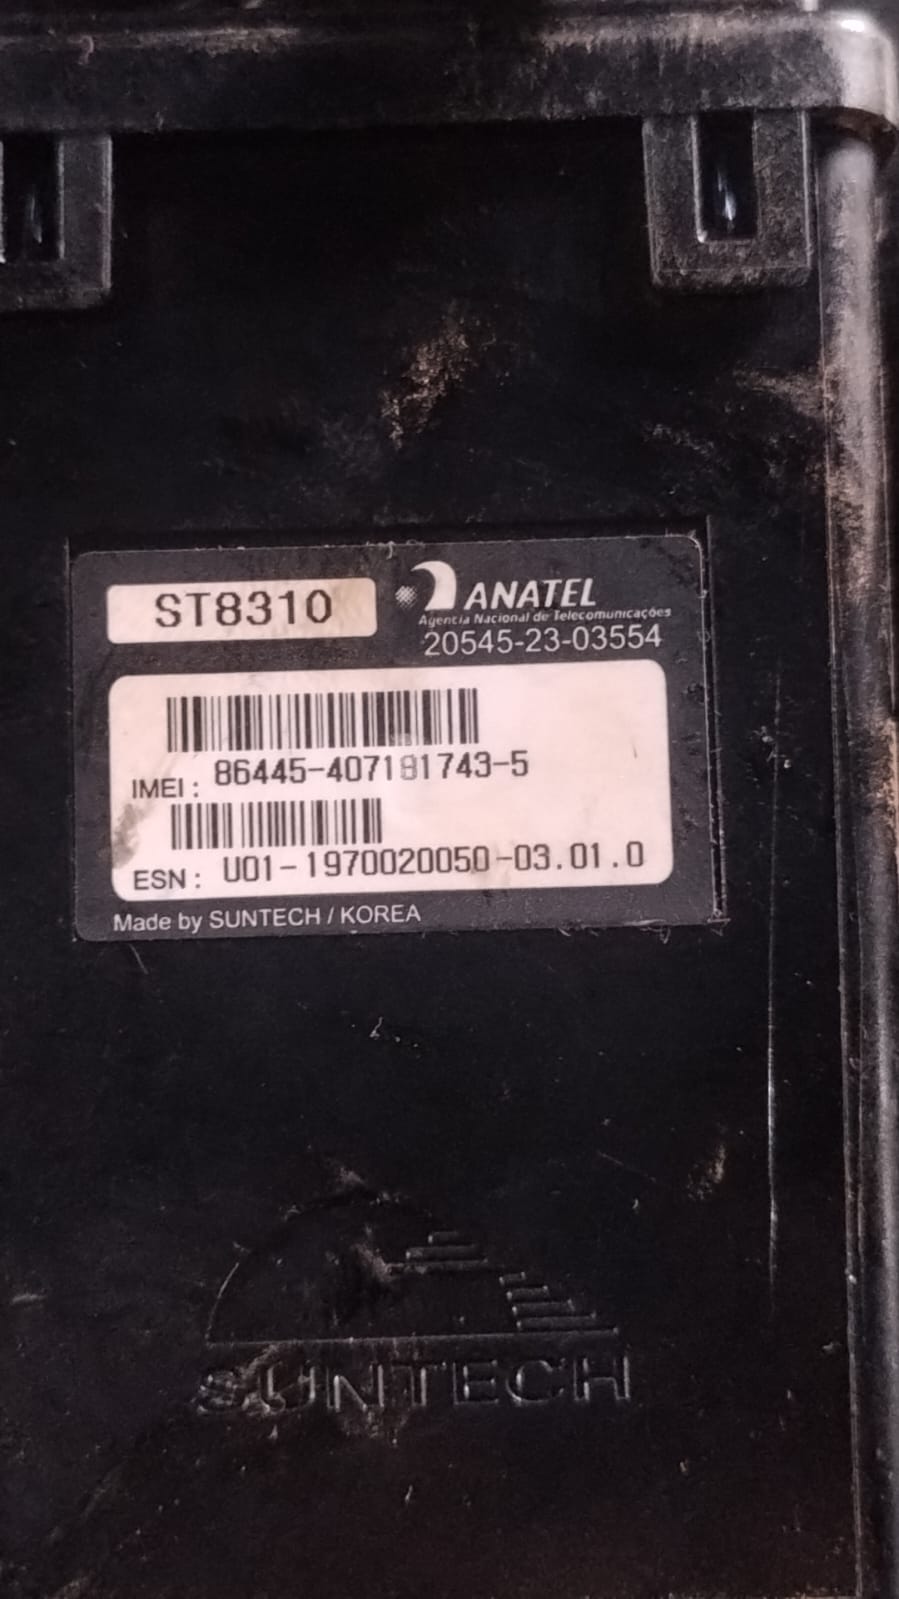 ST8310
ANATEL
Agencia Nacional de Telecomunicações
20545-23-03554
IMEI: 86445-407181743-5
ESN: U01-1970020050-03.01.0
Made by SUNTECH / KOREA
SUNTECH